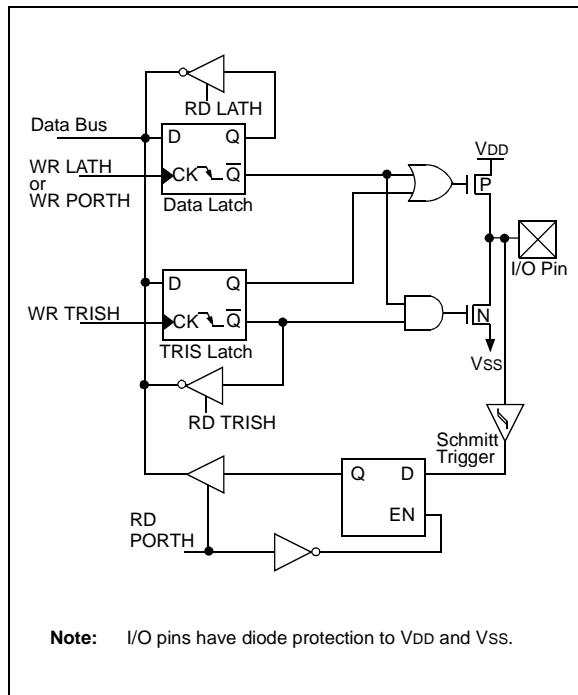 RD LATH
Data Bus
D Q
VDD
WR LATH
or
WR PORTH
CK Q
P
Data Latch
I/O Pin
D Q
WR TRISH
CK Q
N
TRIS Latch
VSS
RD TRISH
Schmitt
Trigger
Q D
EN
RD
PORTH
Note: I/O pins have diode protection to VDD and VSS.